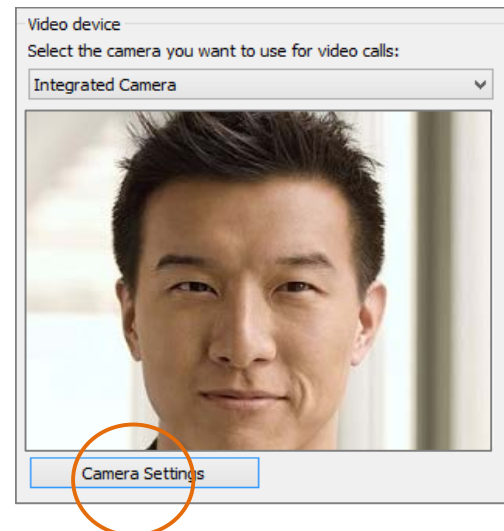 Video device
Select the camera you want to use for video calls:
Integrated Camera
Camera Settings